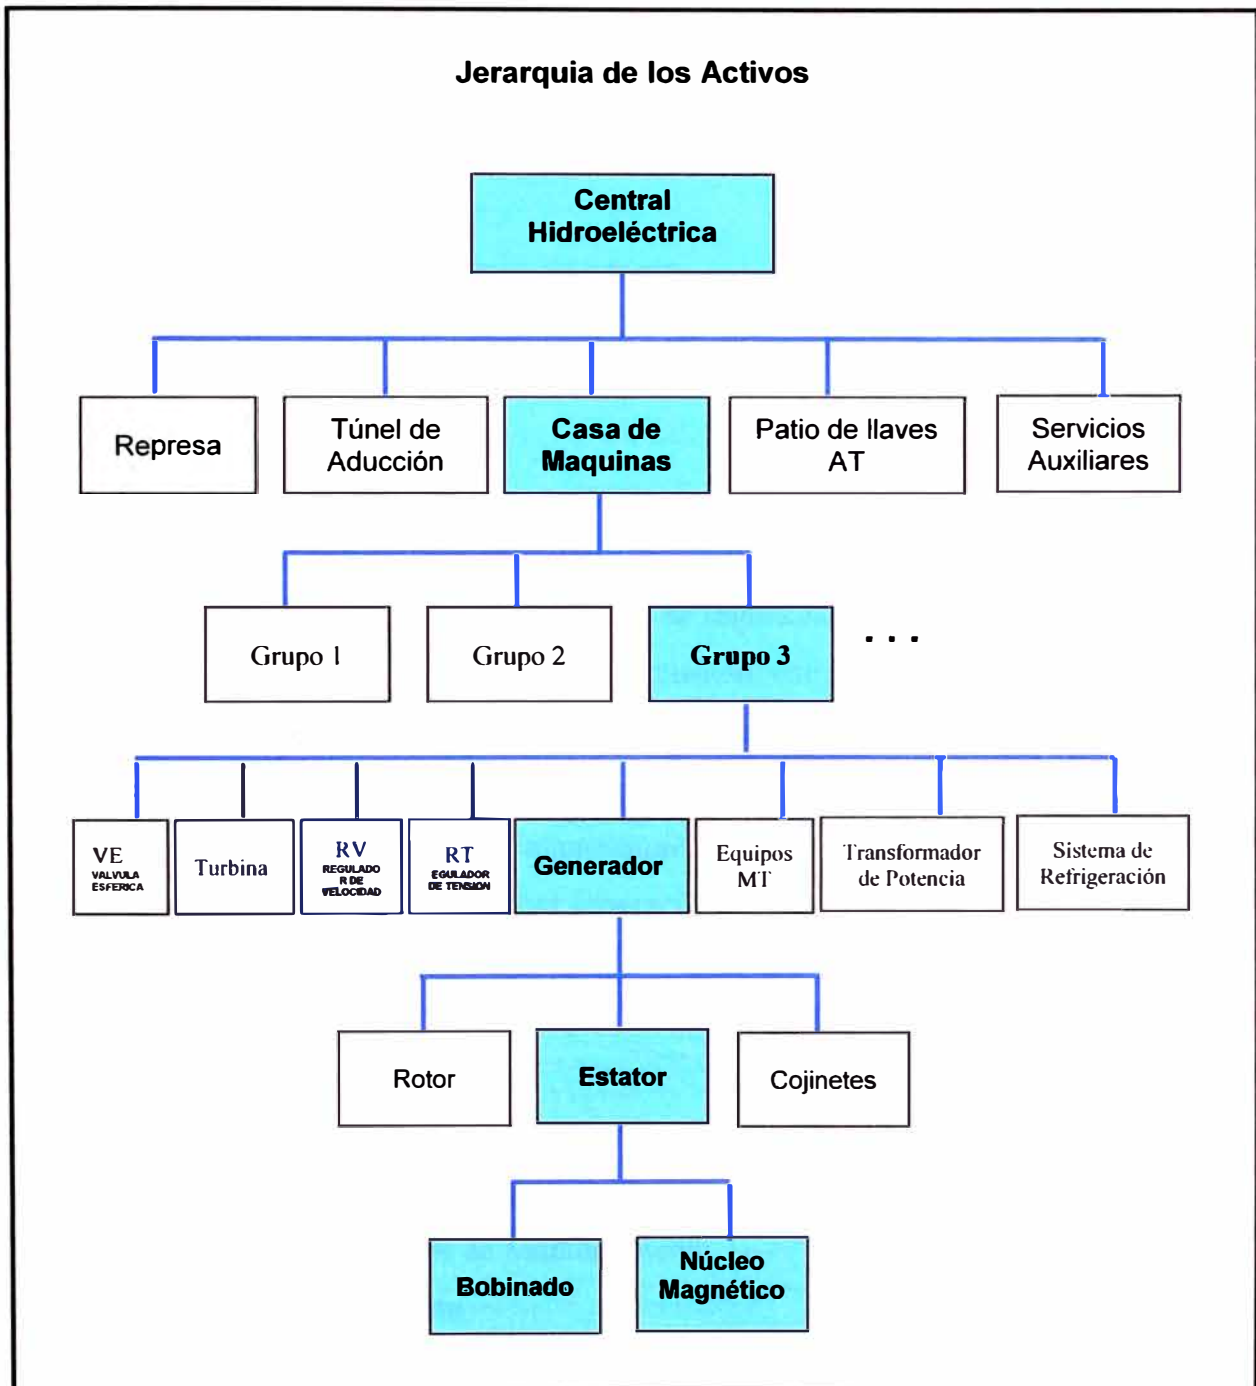 Jerarquia de los Activos
Central
Hidroeléctrica
Represa
Túnel de
Aducción
Casa de
Maquinas
Patio de llaves
AT
Servicios
Auxiliares
Grupo 1
Grupo 2
Grupo 3
. . .
VE
VALVULA
ESFERICA
Turbina
RV
REGULADO
R DE
VELOCIDAD
RT
EGULADOR
DE TENSION
Generador
Equipos
MT
Transformador
de Potencia
Sistema de
Refrigeración
Rotor
Estator
Cojinetes
Bobinado
Núcleo
Magnético